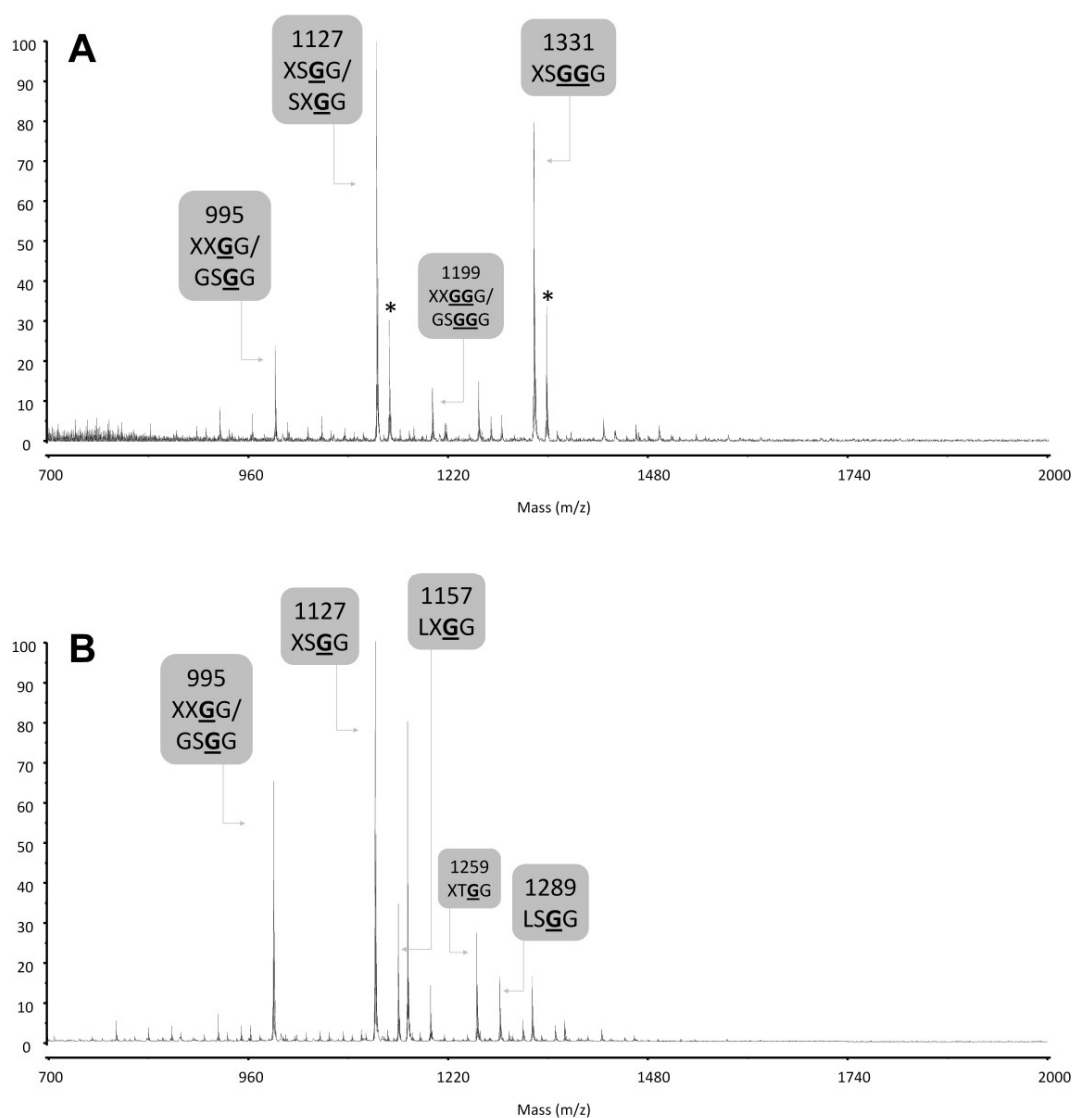 A
1127
XSGG/
SXGG
1331
XSGGG
995
XXGG/
GSGG
1199
XXGGG/
GSGGG
*
*
100
90
80
70
60
50
40
30
20
10
0
700 960 1220 1480 1740 2000
Mass (m/z)
B
1157
LXGG
1127
XSGG
995
XXGG/
GSGG
1259
XTGG
1289
LSGG
100
90
80
70
60
50
40
30
20
10
0
700 960 1220 1480 1740 2000
Mass (m/z)